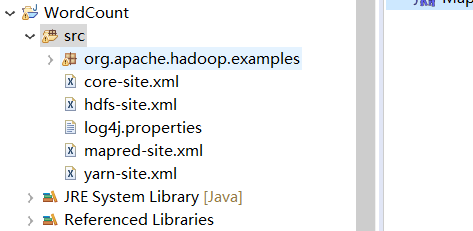 WordCount
src
org.apache.hadoop.examples
core-site.xml
hdfs-site.xml
log4j.properties
mapred-site.xml
yarn-site.xml
JRE System Library [Java]
Referenced Libraries